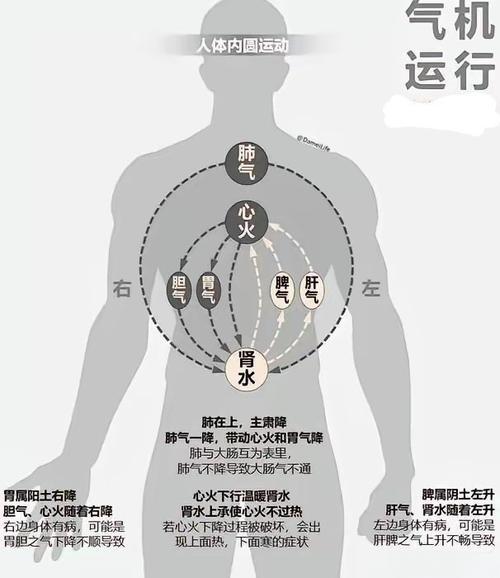 气机
运行
人体内圆运动
@DameiLife
肺气
心火
胆气
胃气
脾气
肝气
右
左
肾水
肺在上，主肃降
肺气一降，带动心火和胃气降
肺与大肠互为表里，
肺气不降导致大肠气不通
胃属阳土右降
胆气、心火随着右降
右边身体有病，可能是
胃胆之气下降不顺导致
心火下行温暖肾水
肾水上承使心火不过热
若心火下降过程被破坏，会出
现上面热，下面寒的症状
脾属阴土左升
肝气、肾水随着左升
左边身体有病，可能是
肝脾之气上升不畅导致